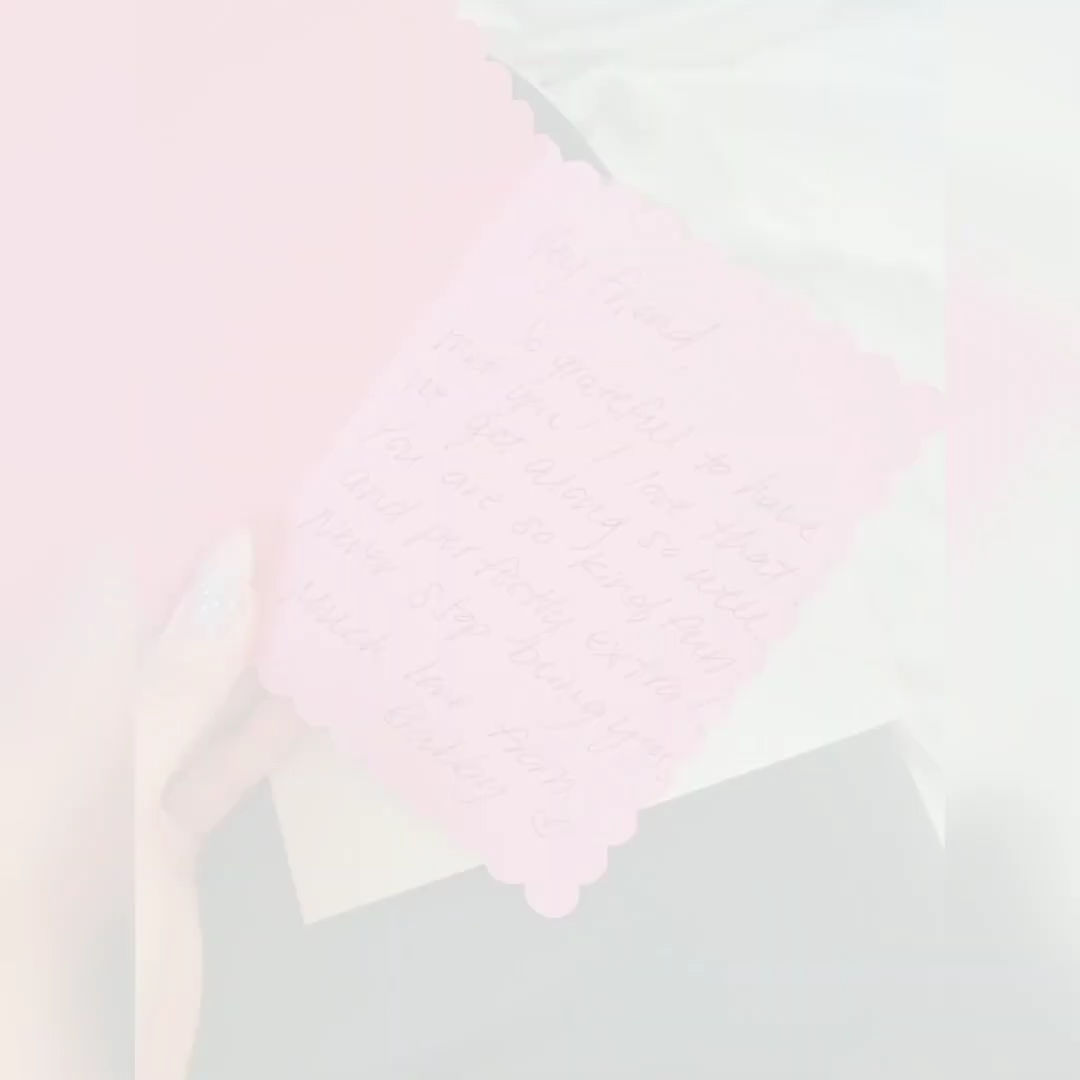 Hey friend
So grateful to have
met you, I love that
we get along so well.
You are so kind, fun
and perfectly extra!
Never stop being you
Much love from